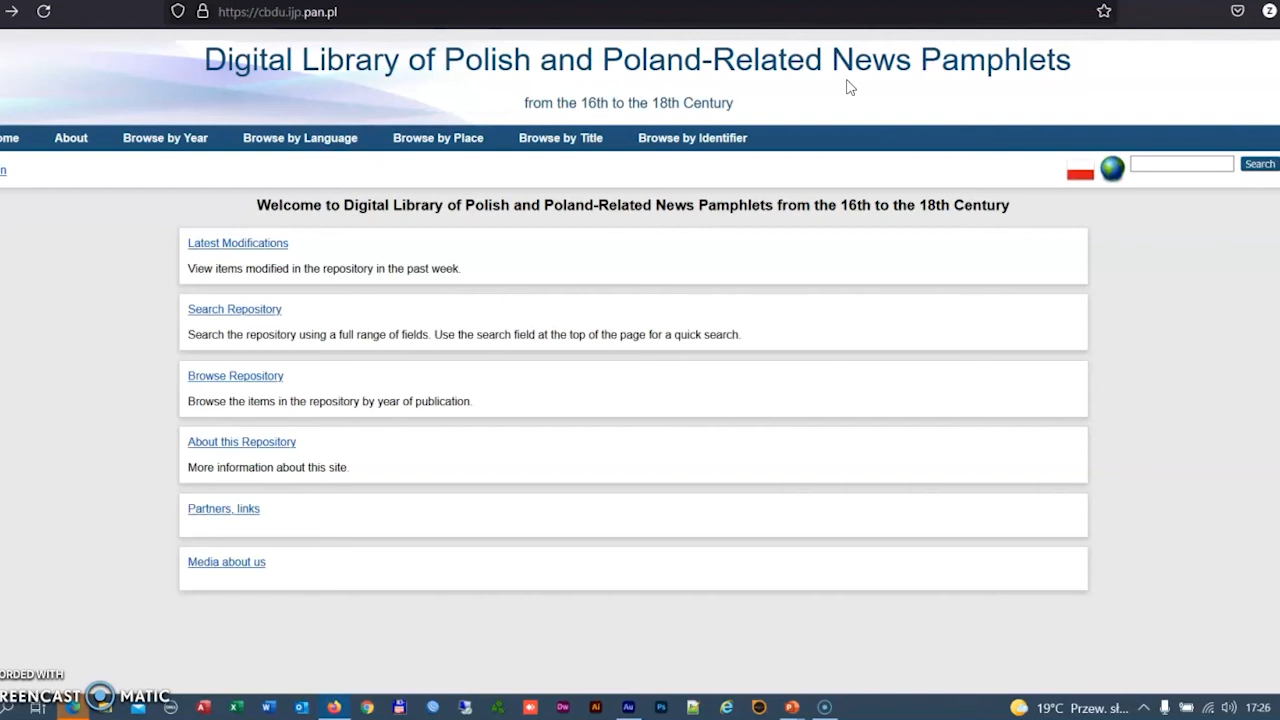 https://cbdu.ijp.pan.pl
Z
Digital Library of Polish and Poland-Related News Pamphlets
from the 16th to the 18th Century
ome About Browse by Year Browse by Language Browse by Place Browse by Title Browse by Identifier
n
Search
Welcome to Digital Library of Polish and Poland-Related News Pamphlets from the 16th to the 18th Century
Latest Modifications
View items modified in the repository in the past week.
Search Repository
Search the repository using a full range of fields. Use the search field at the top of the page for a quick search.
Browse Repository
Browse the items in the repository by year of publication.
About this Repository
More information about this site.
Partners, links
Media about us
ORDED WITH
REENCAST MATIC
19°C Przew. sł... 17:26